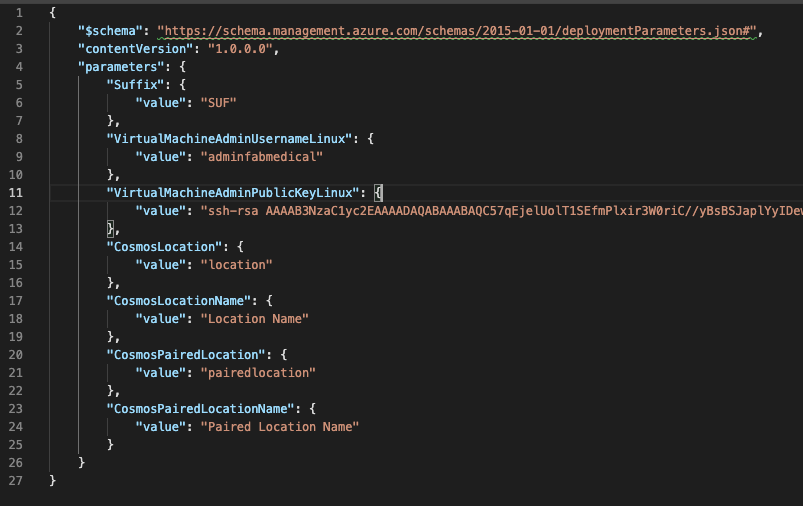 1 {
2 "$schema": "https://schema.management.azure.com/schemas/2015-01-01/deploymentParameters.json#",
3 "contentVersion": "1.0.0.0",
4 "parameters": {
5 "Suffix": {
6 "value": "SUF"
7 },
8 "VirtualMachineAdminUsernameLinux": {
9 "value": "adminfabmedical"
10 },
11 "VirtualMachineAdminPublicKeyLinux": {
12 "value": "ssh-rsa AAAAB3NzaC1yc2EAAAADAQABAAABAQC57qEjelUolT1SEfmPlxir3W0riC//yBsBSJaplYyIDew
13 },
14 "CosmosLocation": {
15 "value": "location"
16 },
17 "CosmosLocationName": {
18 "value": "Location Name"
19 },
20 "CosmosPairedLocation": {
21 "value": "pairedlocation"
22 },
23 "CosmosPairedLocationName": {
24 "value": "Paired Location Name"
25 }
26 }
27 }